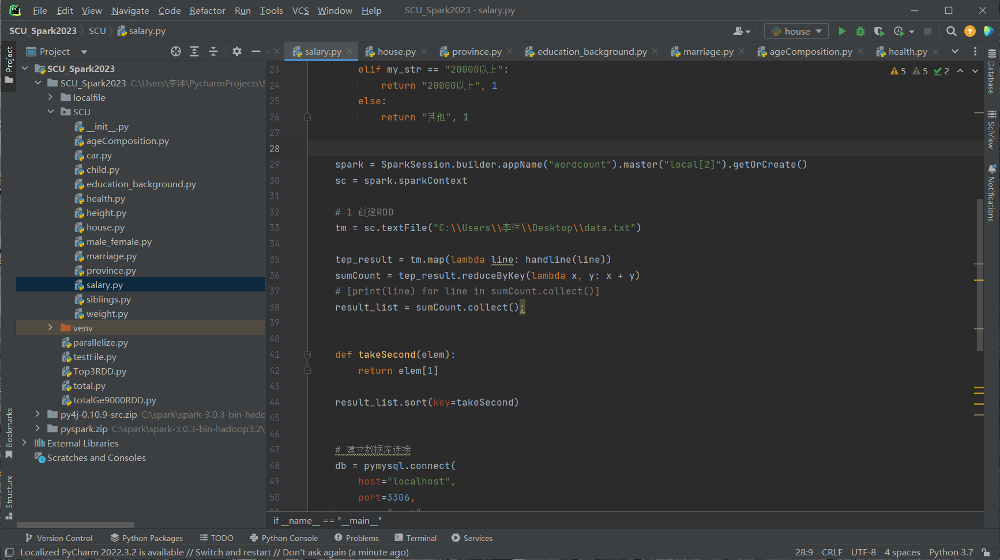 File Edit View Navigate Code Refactor Run Tools VCS Window Help SCU_Spark2023 - salary.py
SCU_Spark2023 SCU salary.py house
Project
salary.py house.py province.py education_background.py marriage.py ageComposition.py health.py
Project
Bookmarks
Structure
SCU_Spark2023
SCU_Spark2023 C:\Users\李洋\PycharmProjects\S
localfile
SCU
__init__.py
ageComposition.py
car.py
child.py
education_background.py
health.py
height.py
house.py
male_female.py
marriage.py
province.py
salary.py
siblings.py
weight.py
venv
parallelize.py
testFile.py
Top3RDD.py
total.py
totalGe9000RDD.py
py4j-0.10.9-src.zip C:\spark\spark-3.0.3-bin-hado
pyspark.zip C:\spark\spark-3.0.3-bin-hadoop3.2\
External Libraries
Scratches and Consoles
5 5 2
23 elif my_str == "20000以上":
24 return "20000以上", 1
25 else:
26 return "其他", 1
27
28
29 spark = SparkSession.builder.appName("wordcount").master("local[2]").getOrCreate()
30 sc = spark.sparkContext
31
32 # 1 创建RDD
33 tm = sc.textFile("C:\\Users\\李洋\\Desktop\\data.txt")
34
35 tep_result = tm.map(lambda line: handline(line))
36 sumCount = tep_result.reduceByKey(lambda x, y: x + y)
37 # [print(line) for line in sumCount.collect()]
38 result_list = sumCount.collect();
39
40
41 def takeSecond(elem):
42 return elem[1]
43
44 result_list.sort(key=takeSecond)
45
46
47 # 建立数据库连接
48 db = pymysql.connect(
49 host="localhost",
50 port=3306,
if __name__ == "__main__"
Database
SciView
Notifications
Version Control Python Packages TODO Python Console Problems Terminal Services
Localized PyCharm 2022.3.2 is available // Switch and restart // Don't ask again (a minute ago) 28:9 CRLF UTF-8 4 spaces Python 3.7